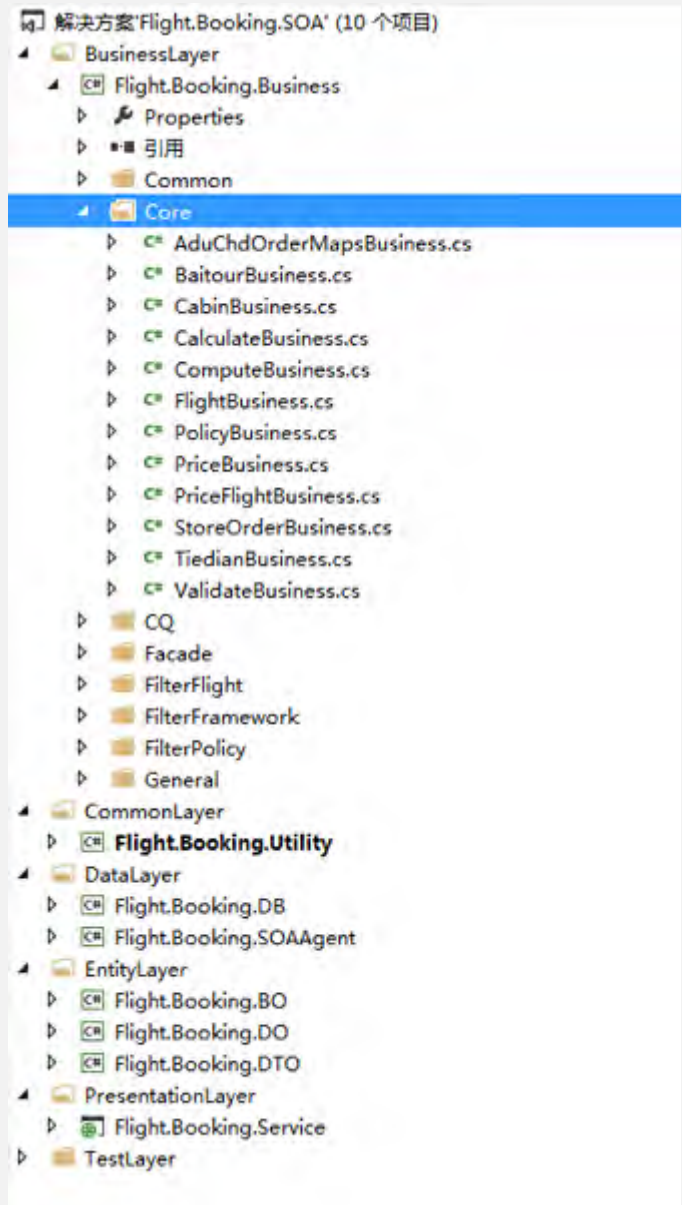 解决方案'Flight.Booking.SOA' (10 个项目)
BusinessLayer
Flight.Booking.Business
Properties
引用
Common
Core
AduChdOrderMapsBusiness.cs
BaitourBusiness.cs
CabinBusiness.cs
CalculateBusiness.cs
ComputeBusiness.cs
FlightBusiness.cs
PolicyBusiness.cs
PriceBusiness.cs
PriceFlightBusiness.cs
StoreOrderBusiness.cs
TiedianBusiness.cs
ValidateBusiness.cs
CQ
Facade
FilterFlight
FilterFramework
FilterPolicy
General
CommonLayer
Flight.Booking.Utility
DataLayer
Flight.Booking.DB
Flight.Booking.SOAAgent
EntityLayer
Flight.Booking.BO
Flight.Booking.DO
Flight.Booking.DTO
PresentationLayer
Flight.Booking.Service
TestLayer